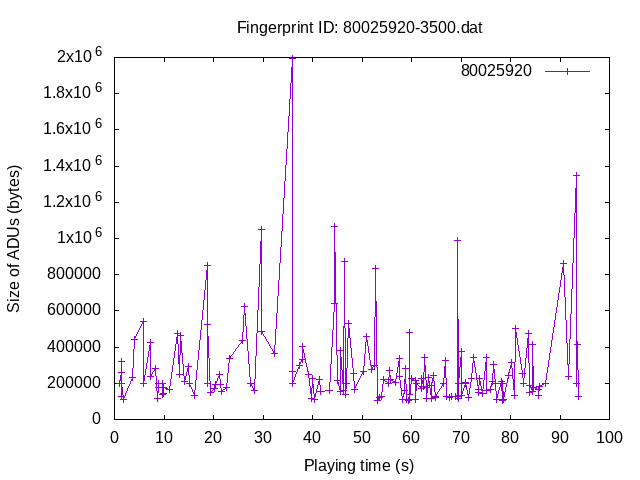 Fingerprint ID: 80025920-3500.dat
80025920
2x10^6
1.8x10^6
1.6x10^6
1.4x10^6
1.2x10^6
1x10^6
800000
600000
400000
200000
0
Size of ADUs (bytes)
0 10 20 30 40 50 60 70 80 90 100
Playing time (s)